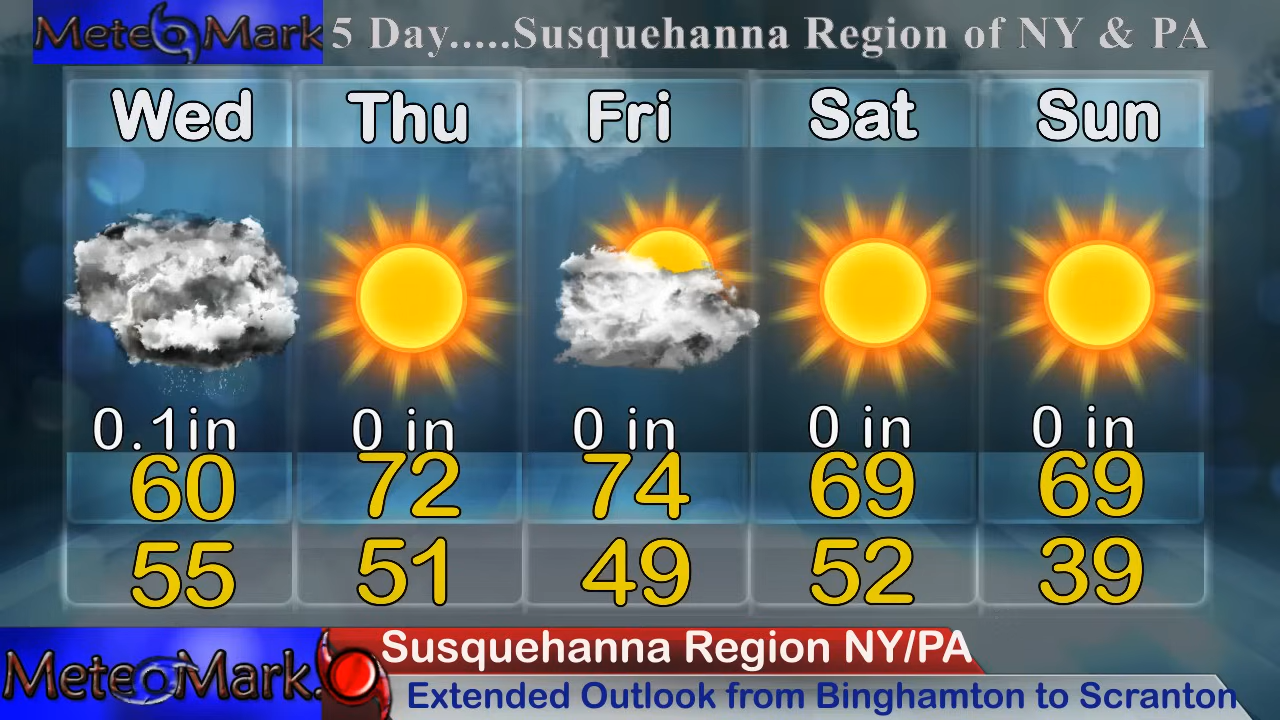 MeteoMark 5 Day.....Susquehanna Region of NY & PA
Wed Thu Fri Sat Sun
0.1in 0 in 0 in 0 in 0 in
60 72 74 69 69
55 51 49 52 39
Susquehanna Region NY/PA
MeteoMark.
Extended Outlook from Binghamton to Scranton